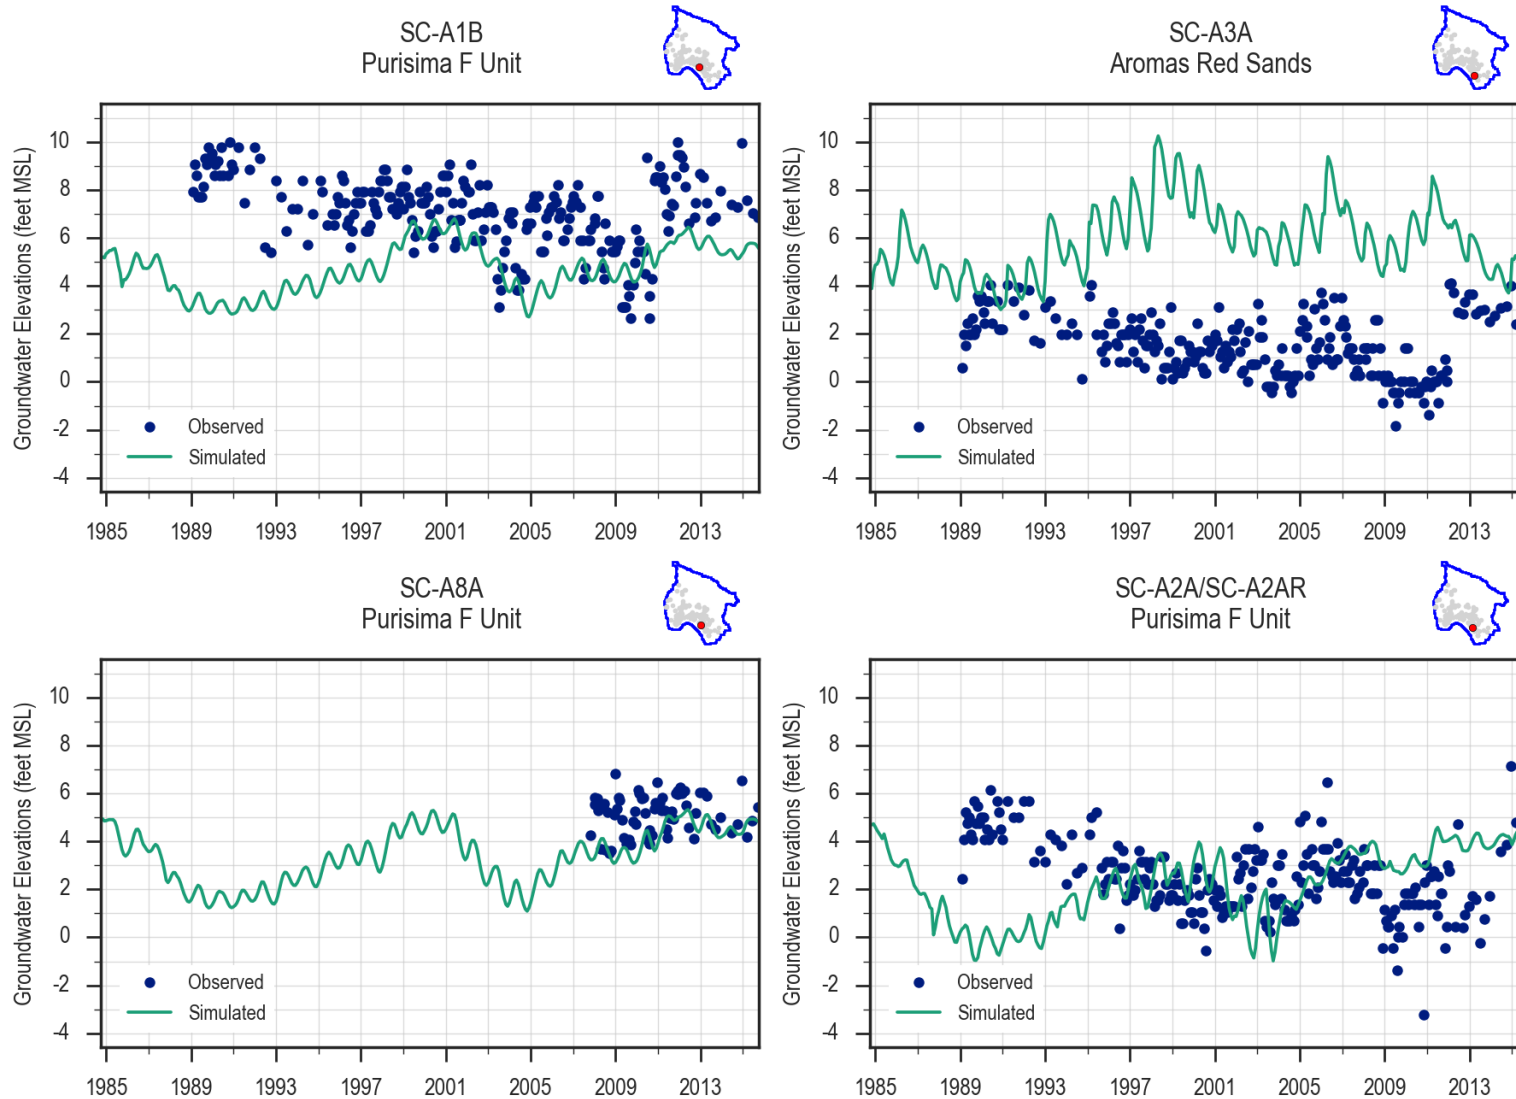 SC-A1B
Purisima F Unit
Groundwater Elevations (feet MSL)
10
8
6
4
2
0
-2
-4
Observed
Simulated
1985 1989 1993 1997 2001 2005 2009 2013
SC-A3A
Aromas Red Sands
Groundwater Elevations (feet MSL)
10
8
6
4
2
0
-2
-4
Observed
Simulated
1985 1989 1993 1997 2001 2005 2009 2013
SC-A8A
Purisima F Unit
Groundwater Elevations (feet MSL)
10
8
6
4
2
0
-2
-4
Observed
Simulated
1985 1989 1993 1997 2001 2005 2009 2013
SC-A2A/SC-A2AR
Purisima F Unit
Groundwater Elevations (feet MSL)
10
8
6
4
2
0
-2
-4
Observed
Simulated
1985 1989 1993 1997 2001 2005 2009 2013